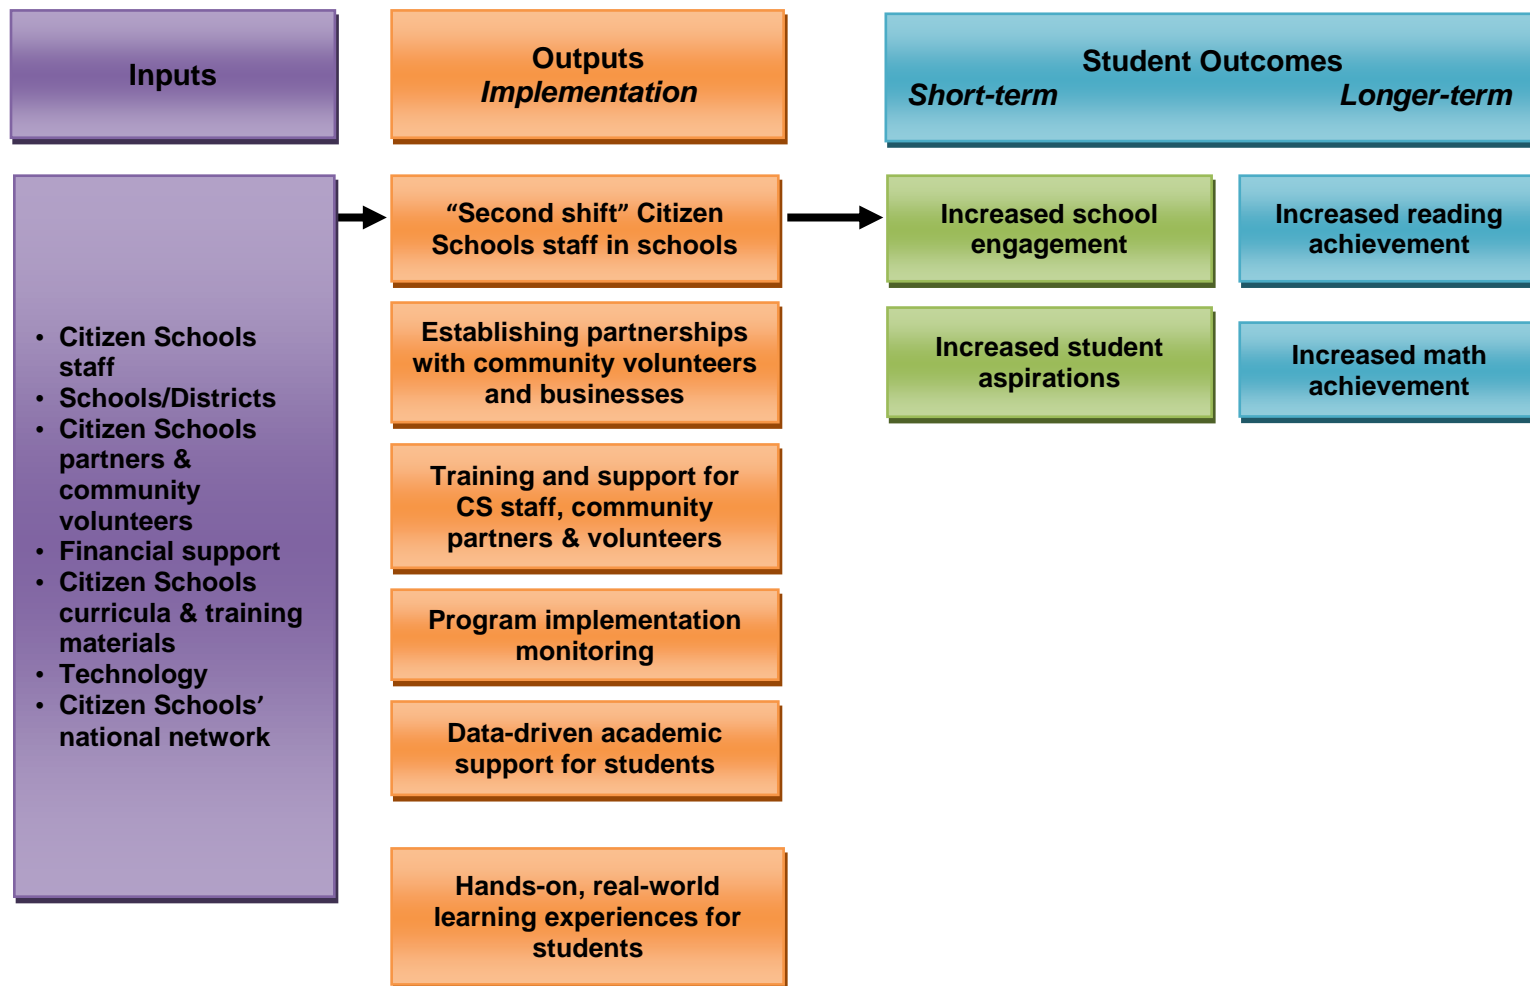 Inputs
Outputs
Implementation
Student Outcomes
Short-term Longer-term
• Citizen Schools
staff
• Schools/Districts
• Citizen Schools
partners &
community
volunteers
• Financial support
• Citizen Schools
curricula & training
materials
• Technology
• Citizen Schools’
national network
“Second shift” Citizen
Schools staff in schools
Establishing partnerships
with community volunteers
and businesses
Training and support for
CS staff, community
partners & volunteers
Program implementation
monitoring
Data-driven academic
support for students
Hands-on, real-world
learning experiences for
students
Increased school
engagement
Increased student
aspirations
Increased reading
achievement
Increased math
achievement